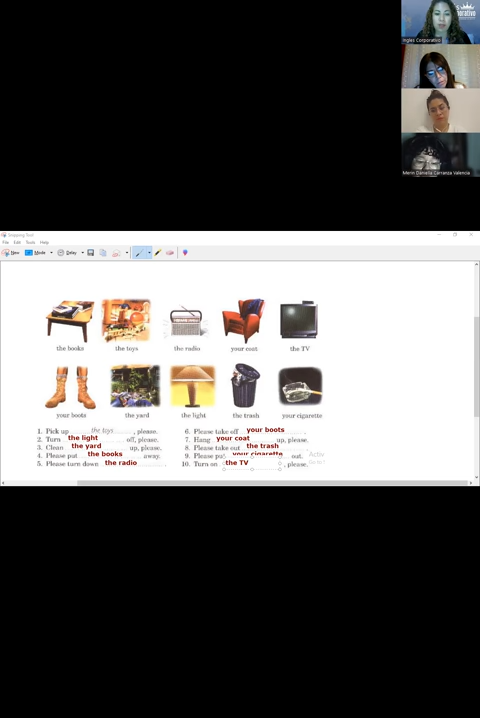 Ingles Corporativo
Merin Daniella Carranza Valencia
Snipping Tool
File Edit Tools Help
New Mode Delay
the books the toys the radio your coat the TV
your boots the yard the light the trash your cigarette
1. Pick up the toys, please.
2. Turn the light off, please.
3. Clean the yard up, please.
4. Please put the books away.
5. Please turn down the radio.
6. Please take off your boots.
7. Hang your coat up, please.
8. Please take out the trash.
9. Please put your cigarette out.
10. Turn on the TV, please.